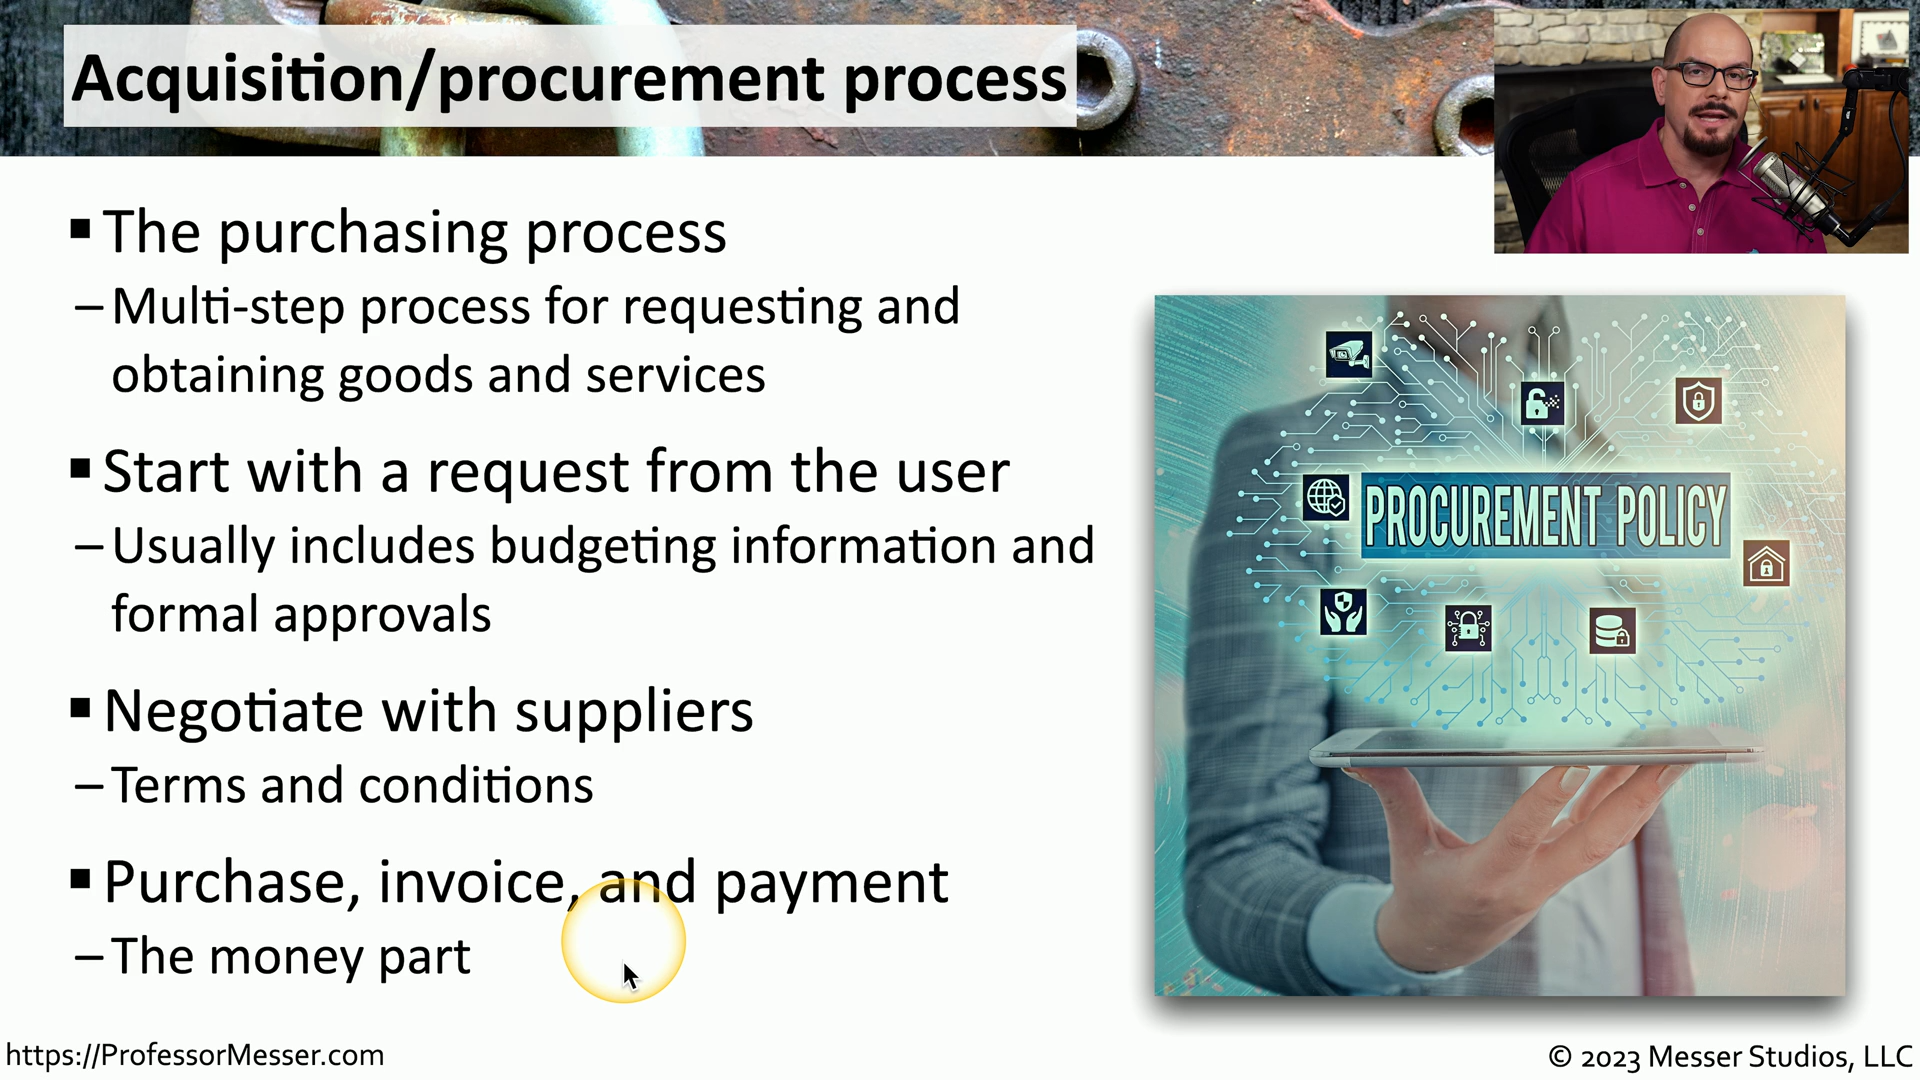 Acquisition/procurement process
▪ The purchasing process
– Multi-step process for requesting and
obtaining goods and services
▪ Start with a request from the user
– Usually includes budgeting information and
formal approvals
▪ Negotiate with suppliers
– Terms and conditions
▪ Purchase, invoice, and payment
– The money part
PROCUREMENT POLICY
https://ProfessorMesser.com
© 2023 Messer Studios, LLC